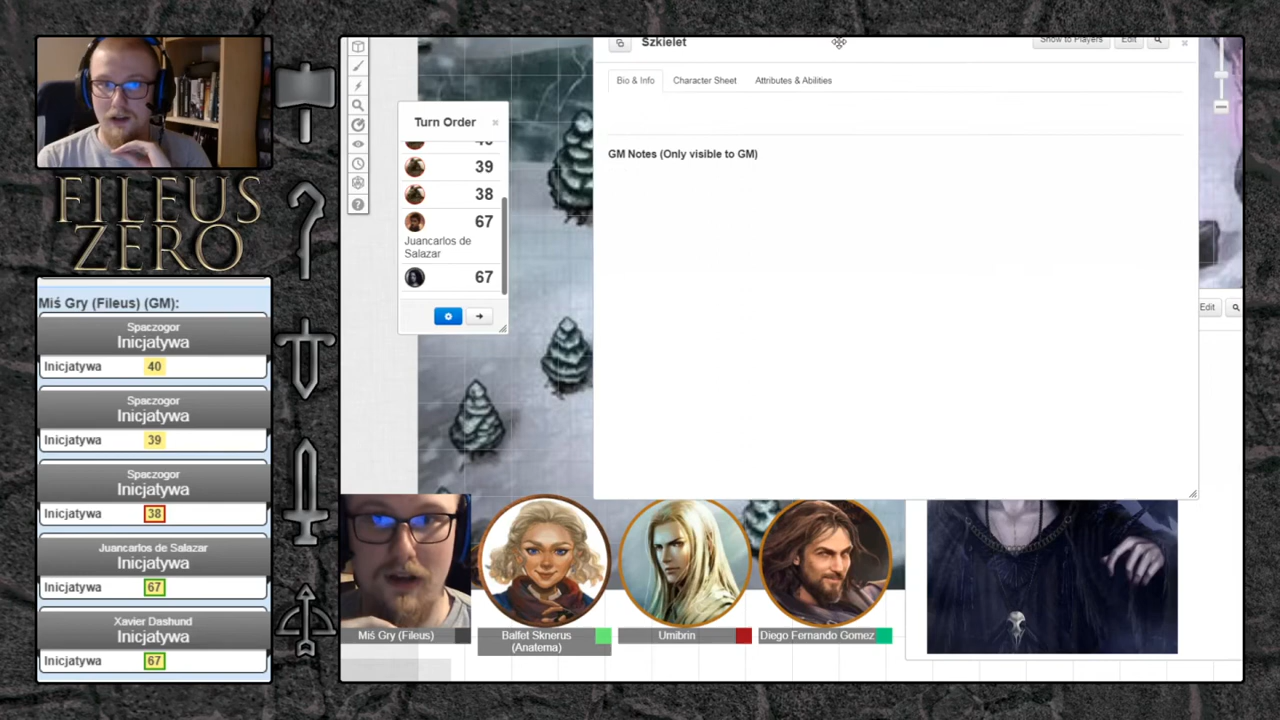 FILEUS
ZERO
Miś Gry (Fileus) (GM):
Spaczogor
Inicjatywa
Inicjatywa 40
Spaczogor
Inicjatywa
Inicjatywa 39
Spaczogor
Inicjatywa
Inicjatywa 38
Juancarlos de Salazar
Inicjatywa
Inicjatywa 67
Xavier Dashund
Inicjatywa
Inicjatywa 67
Turn Order
39
38
67
Juancarlos de
Salazar
67
Szkielet
Show to Players Edit
Bio & Info Character Sheet Attributes & Abilities
GM Notes (Only visible to GM)
Edit
Miś Gry (Fileus)
Balfet Sknerus
(Anatema)
Umibrin
Diego Fernando Gomez